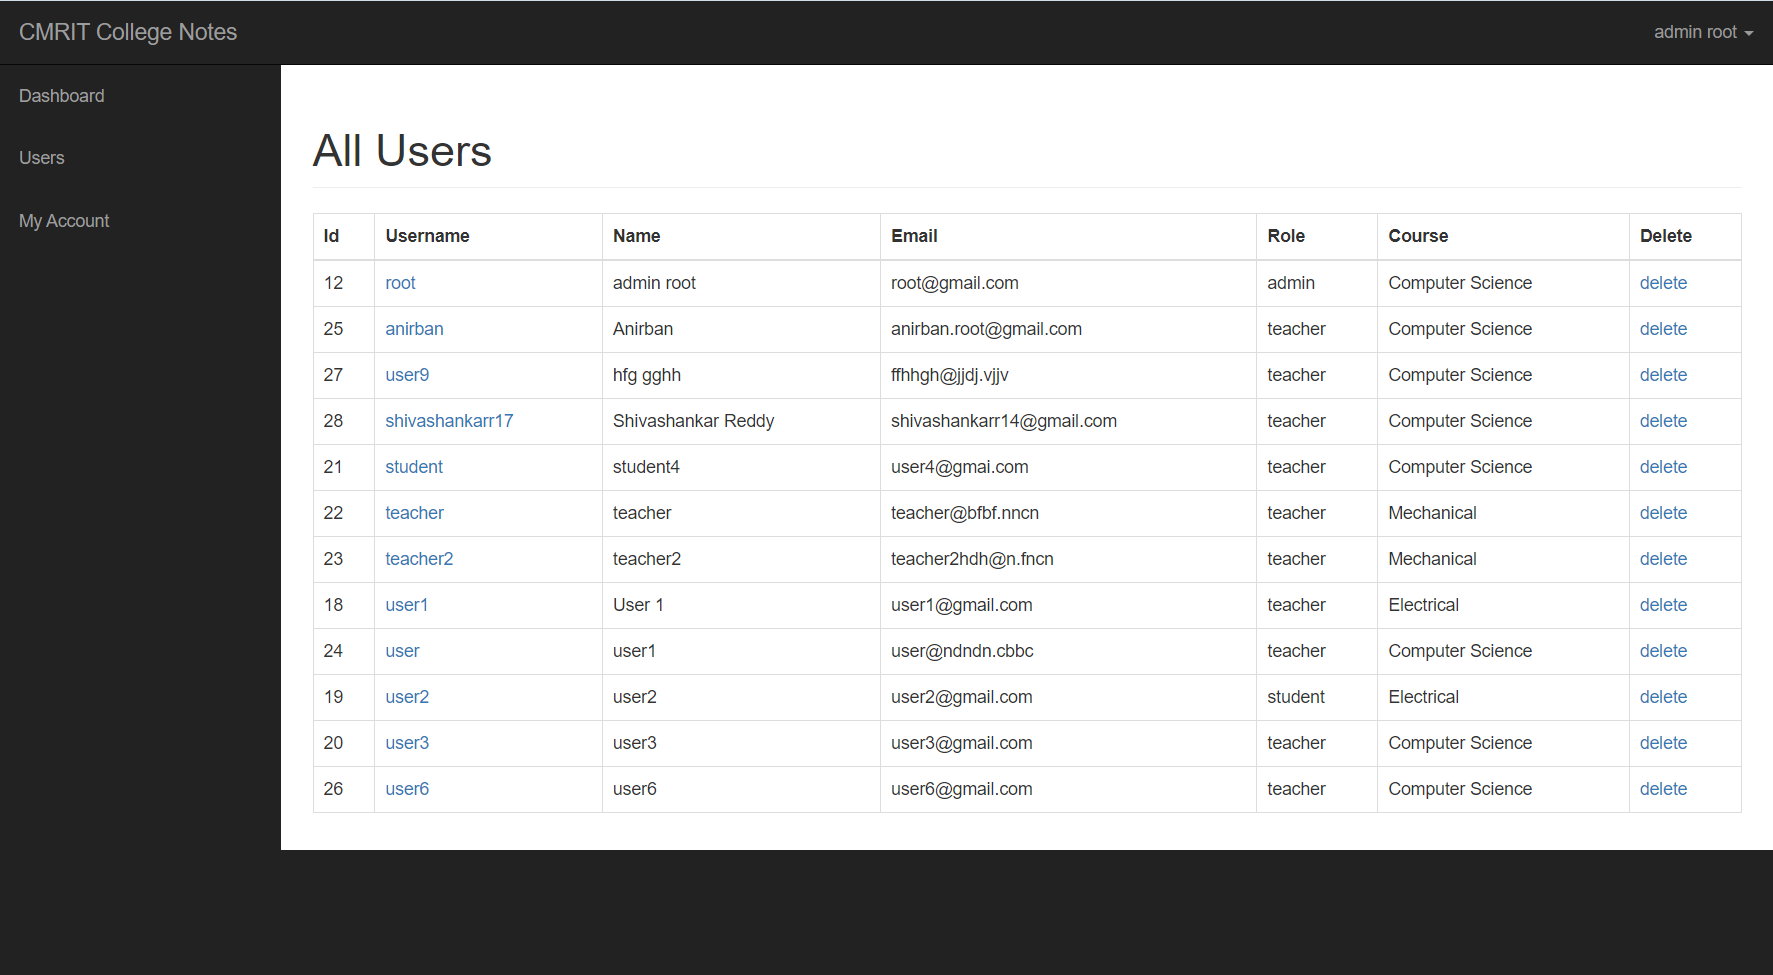 CMRIT College Notes admin root
Dashboard
Users
My Account
All Users
Id Username Name Email Role Course Delete
12 root admin root root@gmail.com admin Computer Science delete
25 anirban Anirban anirban.root@gmail.com teacher Computer Science delete
27 user9 hfg gghh ffhhgh@jjdj.vjjv teacher Computer Science delete
28 shivashankarr17 Shivashankar Reddy shivashankarr14@gmail.com teacher Computer Science delete
21 student student4 user4@gmai.com teacher Computer Science delete
22 teacher teacher teacher@bfbf.nncn teacher Mechanical delete
23 teacher2 teacher2 teacher2hdh@n.fncn teacher Mechanical delete
18 user1 User 1 user1@gmail.com teacher Electrical delete
24 user user1 user@ndndn.cbbc teacher Computer Science delete
19 user2 user2 user2@gmail.com student Electrical delete
20 user3 user3 user3@gmail.com teacher Computer Science delete
26 user6 user6 user6@gmail.com teacher Computer Science delete